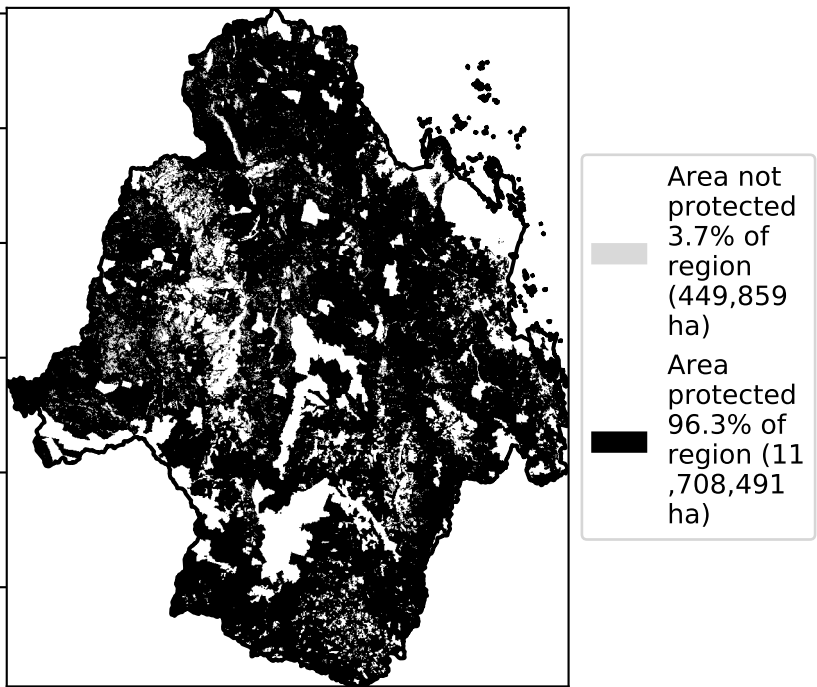 Area not
protected
3.7% of
region
(449,859
ha)
Area
protected
96.3% of
region (11
,708,491
ha)